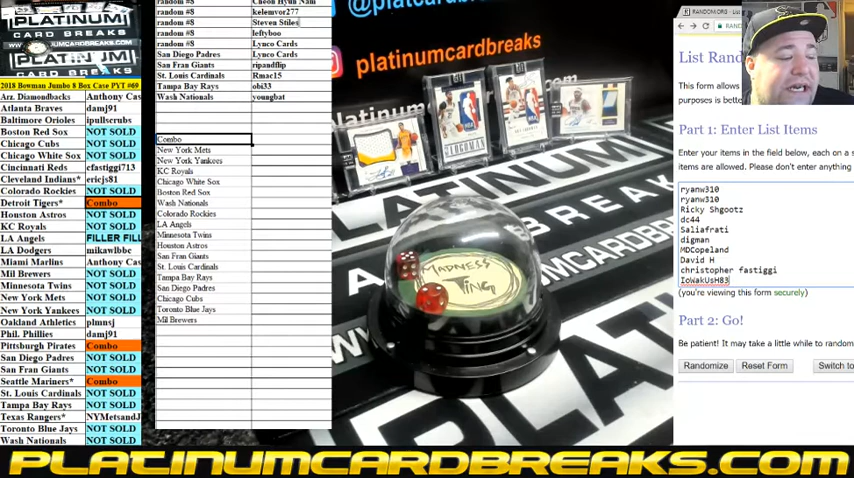 PLATINUM
CARD BREAKS
PLATINUM
2018 Bowman Jumbo 8 Box Case PYT #69
Arz. Diamondbacks Anthony Cas
Atlanta Braves damj91
Baltimore Orioles ipullscrubs
Boston Red Sox NOT SOLD
Chicago Cubs NOT SOLD
Chicago White Sox NOT SOLD
Cincinnati Reds cfastiggi713
Cleveland Indians* ericjs81
Colorado Rockies NOT SOLD
Detroit Tigers* Combo
Houston Astros NOT SOLD
KC Royals NOT SOLD
LA Angels FILLER FILL
LA Dodgers mikawlbbc
Miami Marlins Anthony Cas
Mil Brewers NOT SOLD
Minnesota Twins NOT SOLD
New York Mets NOT SOLD
New York Yankees NOT SOLD
Oakland Athletics plmnsj
Phil. Phillies damj91
Pittsburgh Pirates Combo
San Diego Padres NOT SOLD
San Fran Giants NOT SOLD
Seattle Mariners* Combo
St. Louis Cardinals NOT SOLD
Tampa Bay Rays NOT SOLD
Texas Rangers* NYMetsandJ
Toronto Blue Jays NOT SOLD
Wash Nationals NOT SOLD
random #8 Cheon Hyun Nam
random #8 kelemvor277
random #8 Steven Stiles
random #8 leftyboo
random #8 Lynco Cards
San Diego Padres Lynco Cards
San Fran Giants ripandflip
St. Louis Cardinals Rmac15
Tampa Bay Rays obi33
Wash Nationals youngbat
Combo
New York Mets
New York Yankees
KC Royals
Chicago White Sox
Boston Red Sox
Wash Nationals
Colorado Rockies
LA Angels
Minnesota Twins
Houston Astros
San Fran Giants
St. Louis Cardinals
Tampa Bay Rays
San Diego Padres
Chicago Cubs
Toronto Blue Jays
Mil Brewers
@platcardbreaks
platinumcardbreaks
LOGOMAN
MADNESS
TING
PLATINUM
RANDOM.ORG - List
List Rand
This form allows
purposes is bette
Part 1: Enter List Items
Enter your items in the field below, each on a s
items are allowed. Please don't enter anything
ryanw310
ryanw310
Ricky Shgootz
dc44
Saliafrati
digman
MDCopeland
David H
christopher fastiggi
IoWakUsH83
(you're viewing this form securely)
Part 2: Go!
Be patient! It may take a little while to random
Randomize Reset Form Switch to
PLATINUMCARDBREAKS.COM